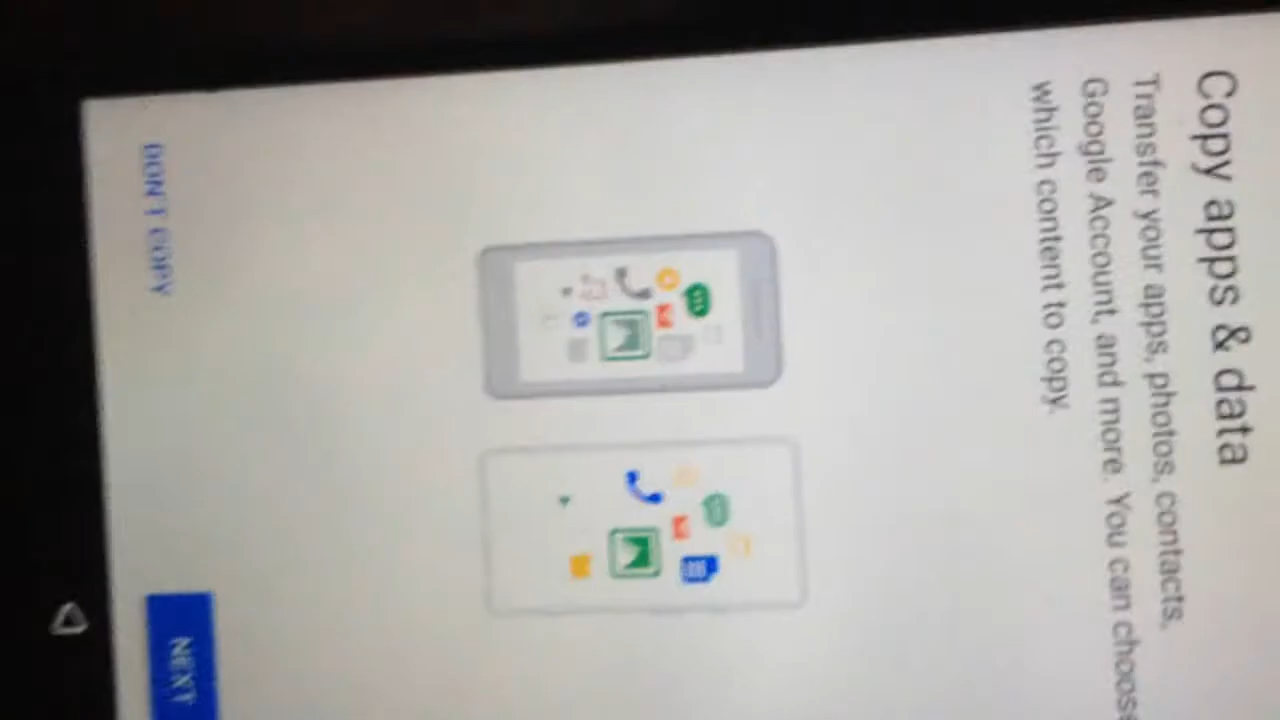 Copy apps & data
Transfer your apps, photos, contacts,
Google Account, and more. You can choose
which content to copy.
DON'T COPY
NEXT